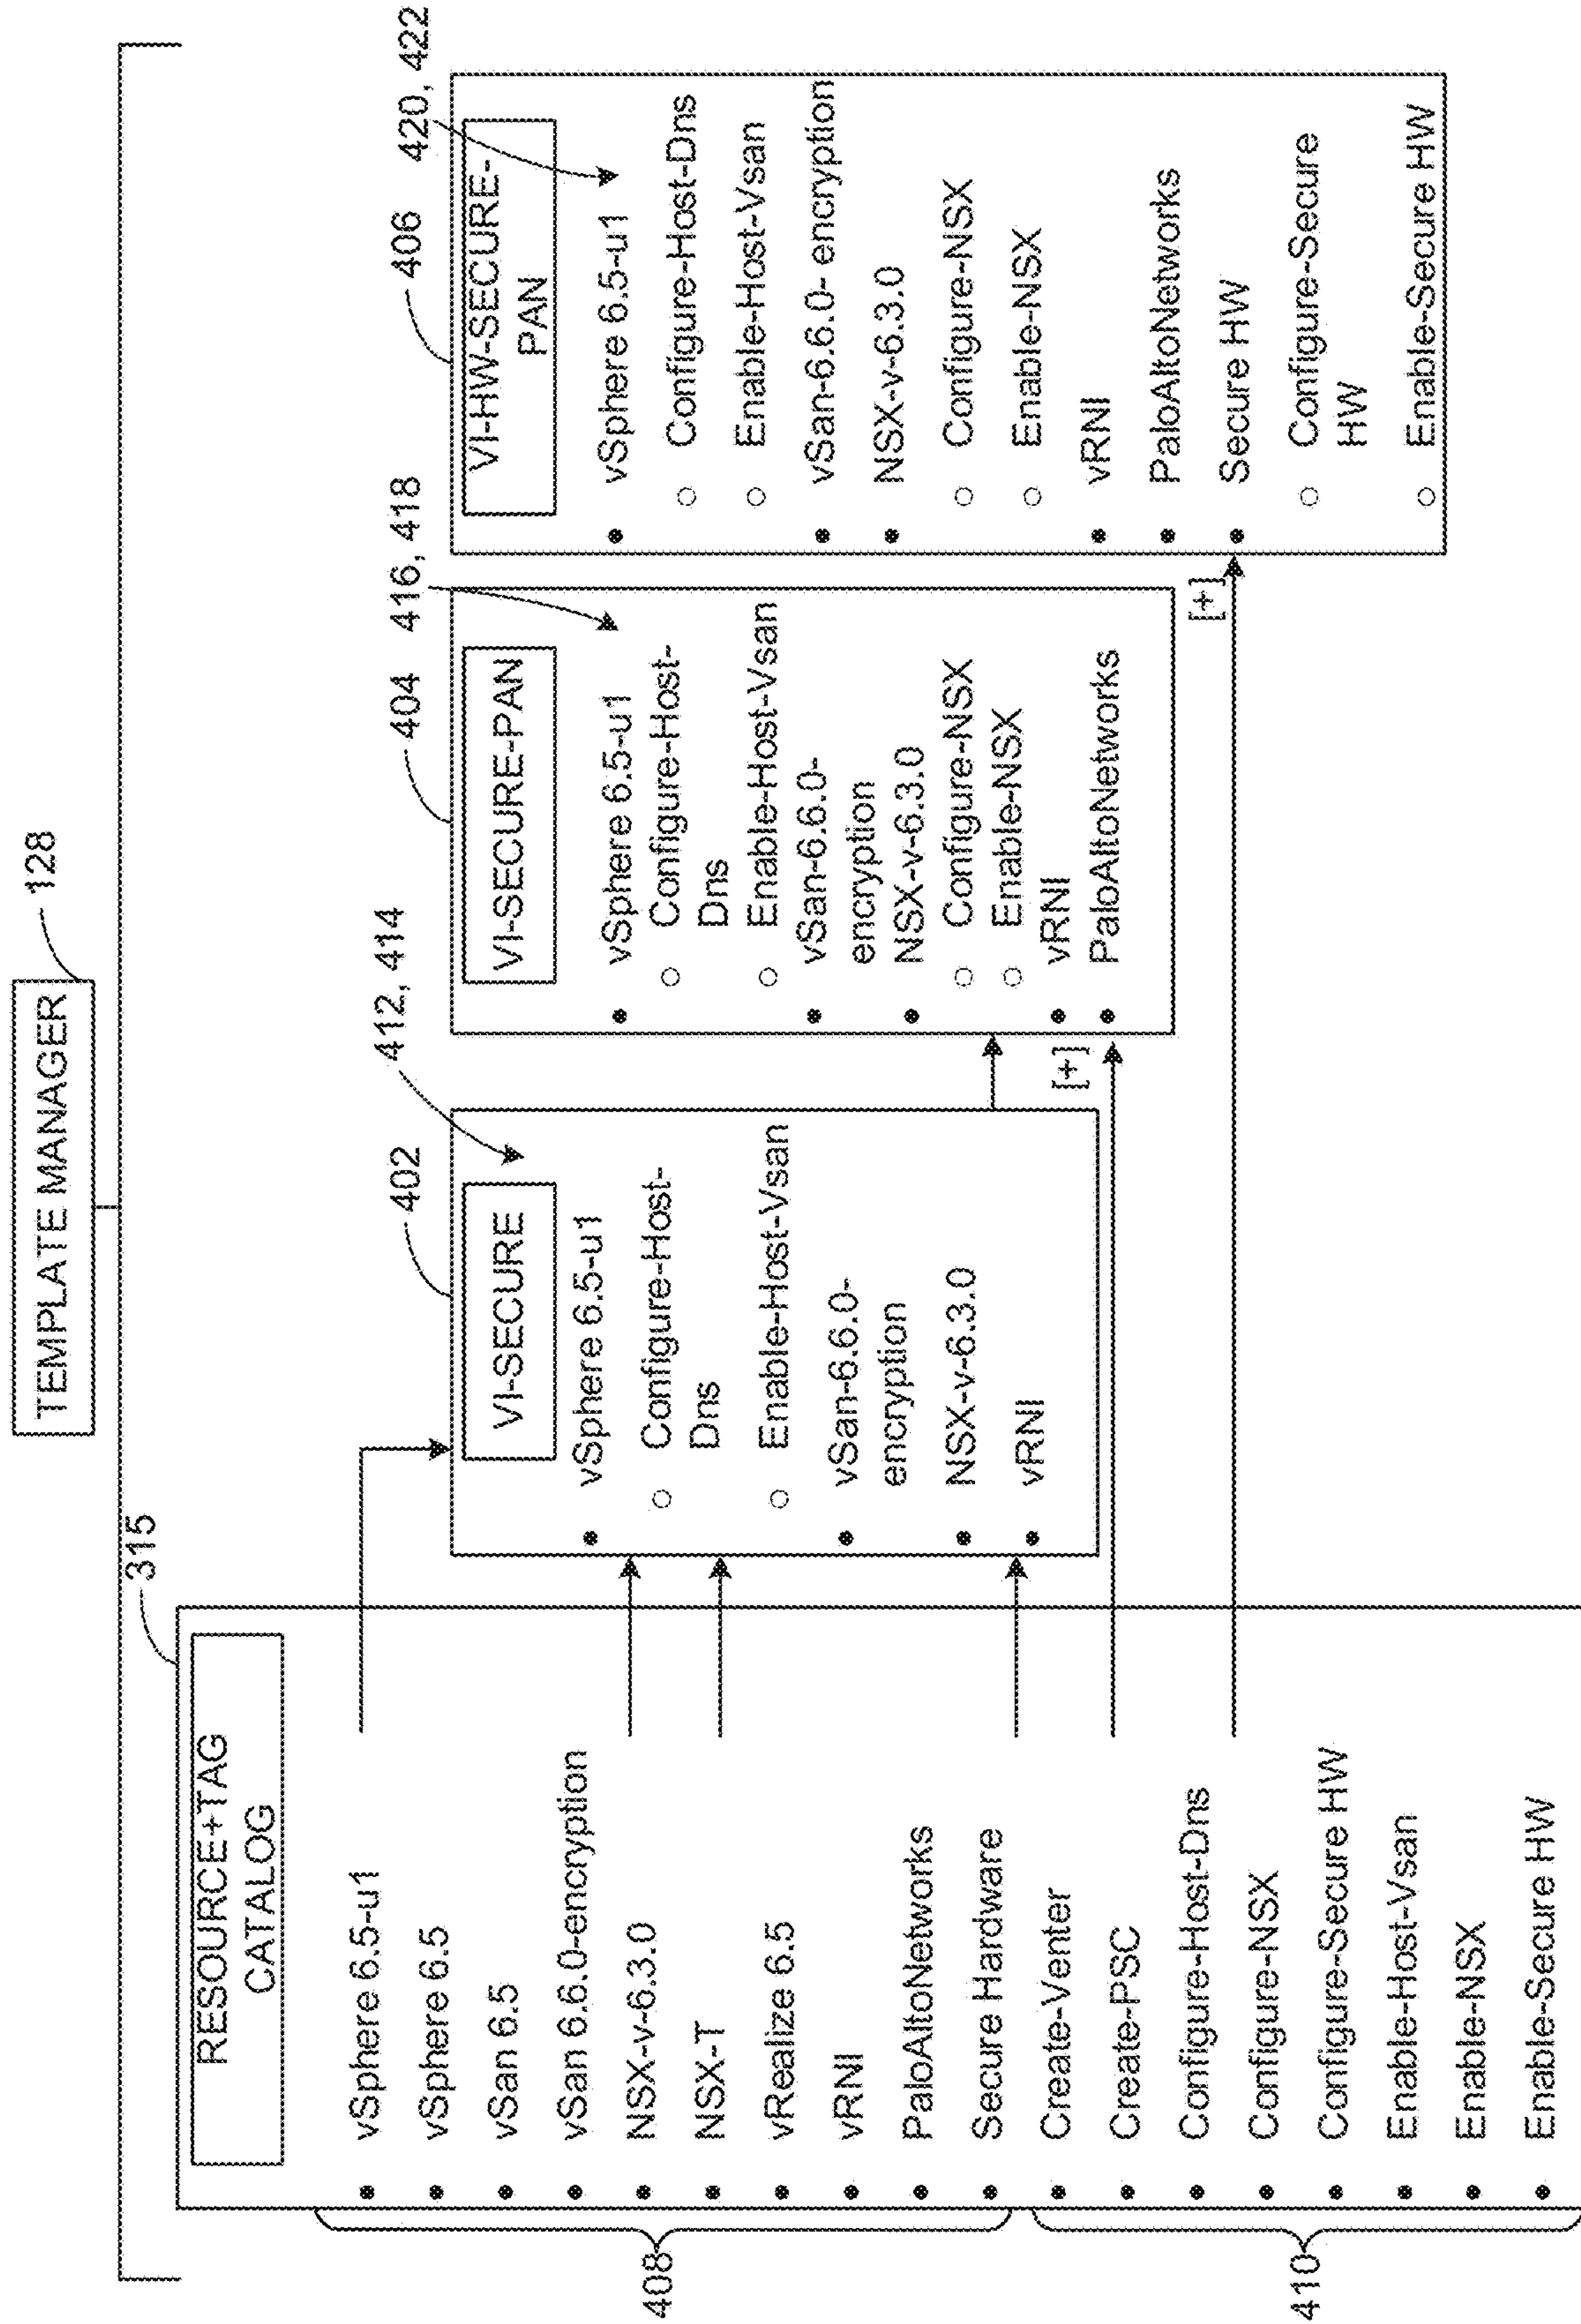 TEMPLATE MANAGER
128
315
RESOURCE+TAG
CATALOG
vSphere 6.5-u1
vSphere 6.5
vSan 6.5
vSan 6.6.0-encryption
NSX-v-6.3.0
NSX-T
vRealize 6.5
vRNI
PaloAltoNetworks
Secure Hardware
408
Create-Venter
Create-PSC
Configure-Host-Dns
Configure-NSX
Configure-Secure HW
Enable-Host-Vsan
Enable-NSX
Enable-Secure HW
410
402
412, 414
VI-SECURE
vSphere 6.5-u1
Configure-Host-
Dns
Enable-Host-Vsan
vSan-6.6.0-
encryption
NSX-v-6.3.0
vRNI
[+]
404
416, 418
VI-SECURE-PAN
vSphere 6.5-u1
Configure-Host-
Dns
Enable-Host-Vsan
vSan-6.6.0-
encryption
NSX-v-6.3.0
Configure-NSX
Enable-NSX
vRNI
PaloAltoNetworks
[+]
406
420, 422
VI-HW-SECURE-
PAN
vSphere 6.5-u1
Configure-Host-Dns
Enable-Host-Vsan
vSan-6.6.0- encryption
NSX-v-6.3.0
Configure-NSX
Enable-NSX
vRNI
PaloAltoNetworks
Secure HW
Configure-Secure
HW
Enable-Secure HW